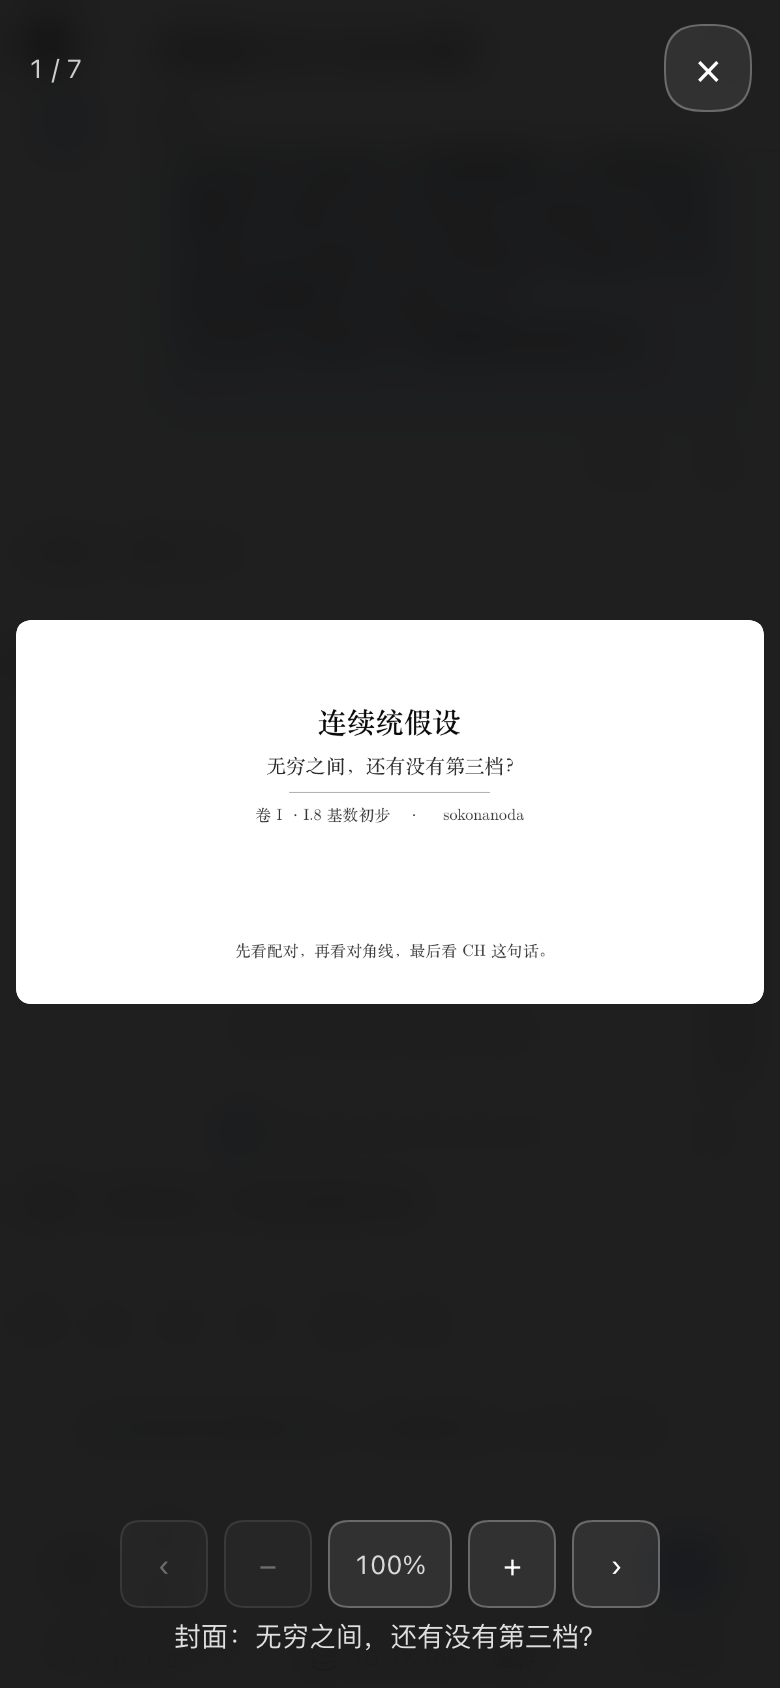 1 / 7
×
连续统假设
无穷之间，还有没有第三档？
卷 I · I.8 基数初步 · sokonanoda
先看配对，再看对角线，最后看 CH 这句话。
‹ − 100% + ›
封面：无穷之间，还有没有第三档？